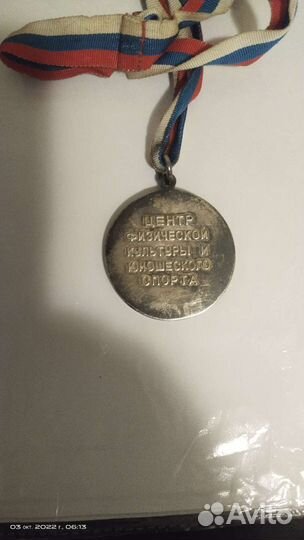 ЦЕНТР
ФИЗИЧЕСКОЙ
КУЛЬТУРЫ И
ЮНОШЕСКОГО
СПОРТА
03 окт. 2022 г., 06:13
Avito